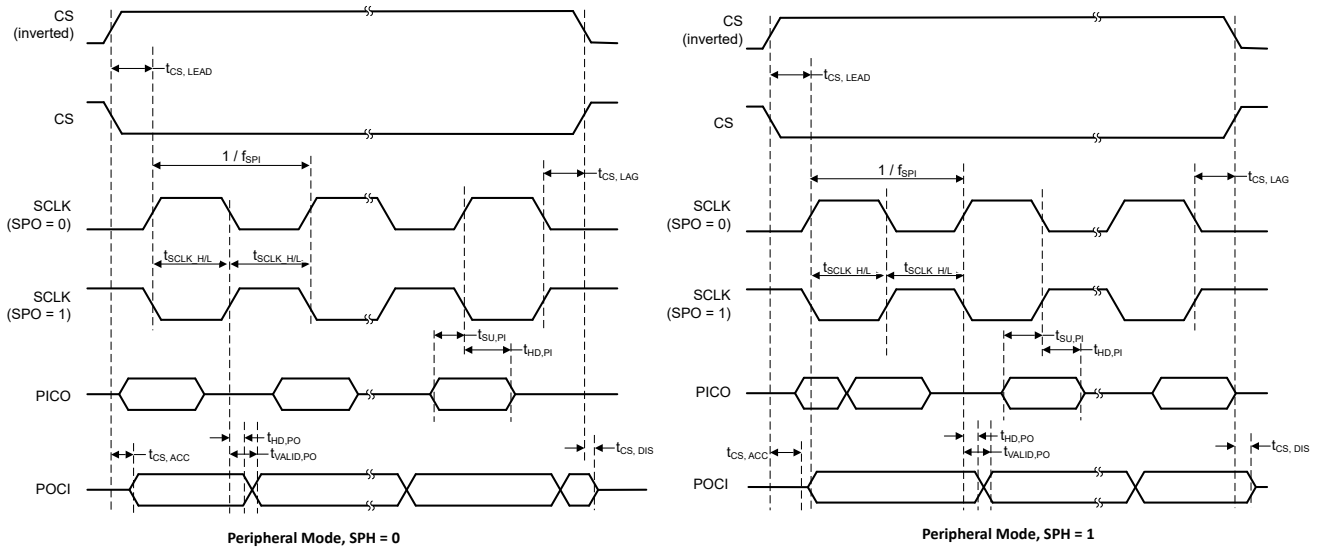 CS
(inverted)
tCS, LEAD
CS
1 / fSPI
tCS, LAG
SCLK
(SPO = 0)
tSCLK_H/L
tSCLK_H/L
SCLK
(SPO = 1)
tSU,PI
tHD,PI
PICO
tHD,PO
tVALID,PO
tCS, ACC
tCS, DIS
POCI
Peripheral Mode, SPH = 0
CS
(inverted)
tCS, LEAD
CS
1 / fSPI
tCS, LAG
SCLK
(SPO = 0)
tSCLK_H/L
tSCLK_H/L
SCLK
(SPO = 1)
tSU,PI
tHD,PI
PICO
tHD,PO
tVALID,PO
tCS, ACC
tCS, DIS
POCI
Peripheral Mode, SPH = 1